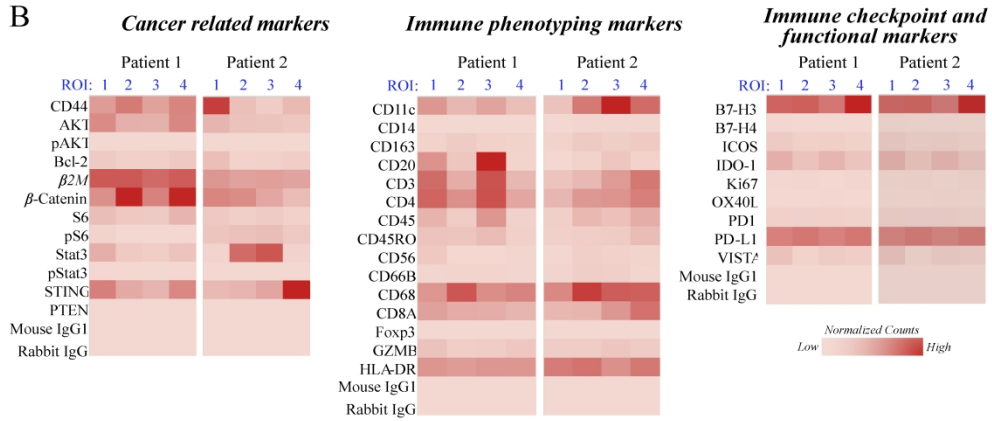 B
Cancer related markers
Patient 1 Patient 2
ROI: 1 2 3 4 1 2 3 4
CD44
AKT
pAKT
Bcl-2
β2M
β-Catenin
S6
pS6
Stat3
pStat3
STING
PTEN
Mouse IgG1
Rabbit IgG
Immune phenotyping markers
Patient 1 Patient 2
ROI: 1 2 3 4 1 2 3 4
CD11c
CD14
CD163
CD20
CD3
CD4
CD45
CD45RO
CD56
CD66B
CD68
CD8A
Foxp3
GZMB
HLA-DR
Mouse IgG1
Rabbit IgG
Immune checkpoint and
functional markers
Patient 1 Patient 2
ROI: 1 2 3 4 1 2 3 4
B7-H3
B7-H4
ICOS
IDO-1
Ki67
OX40L
PD1
PD-L1
VISTA
Mouse IgG1
Rabbit IgG
Normalized Counts
Low High